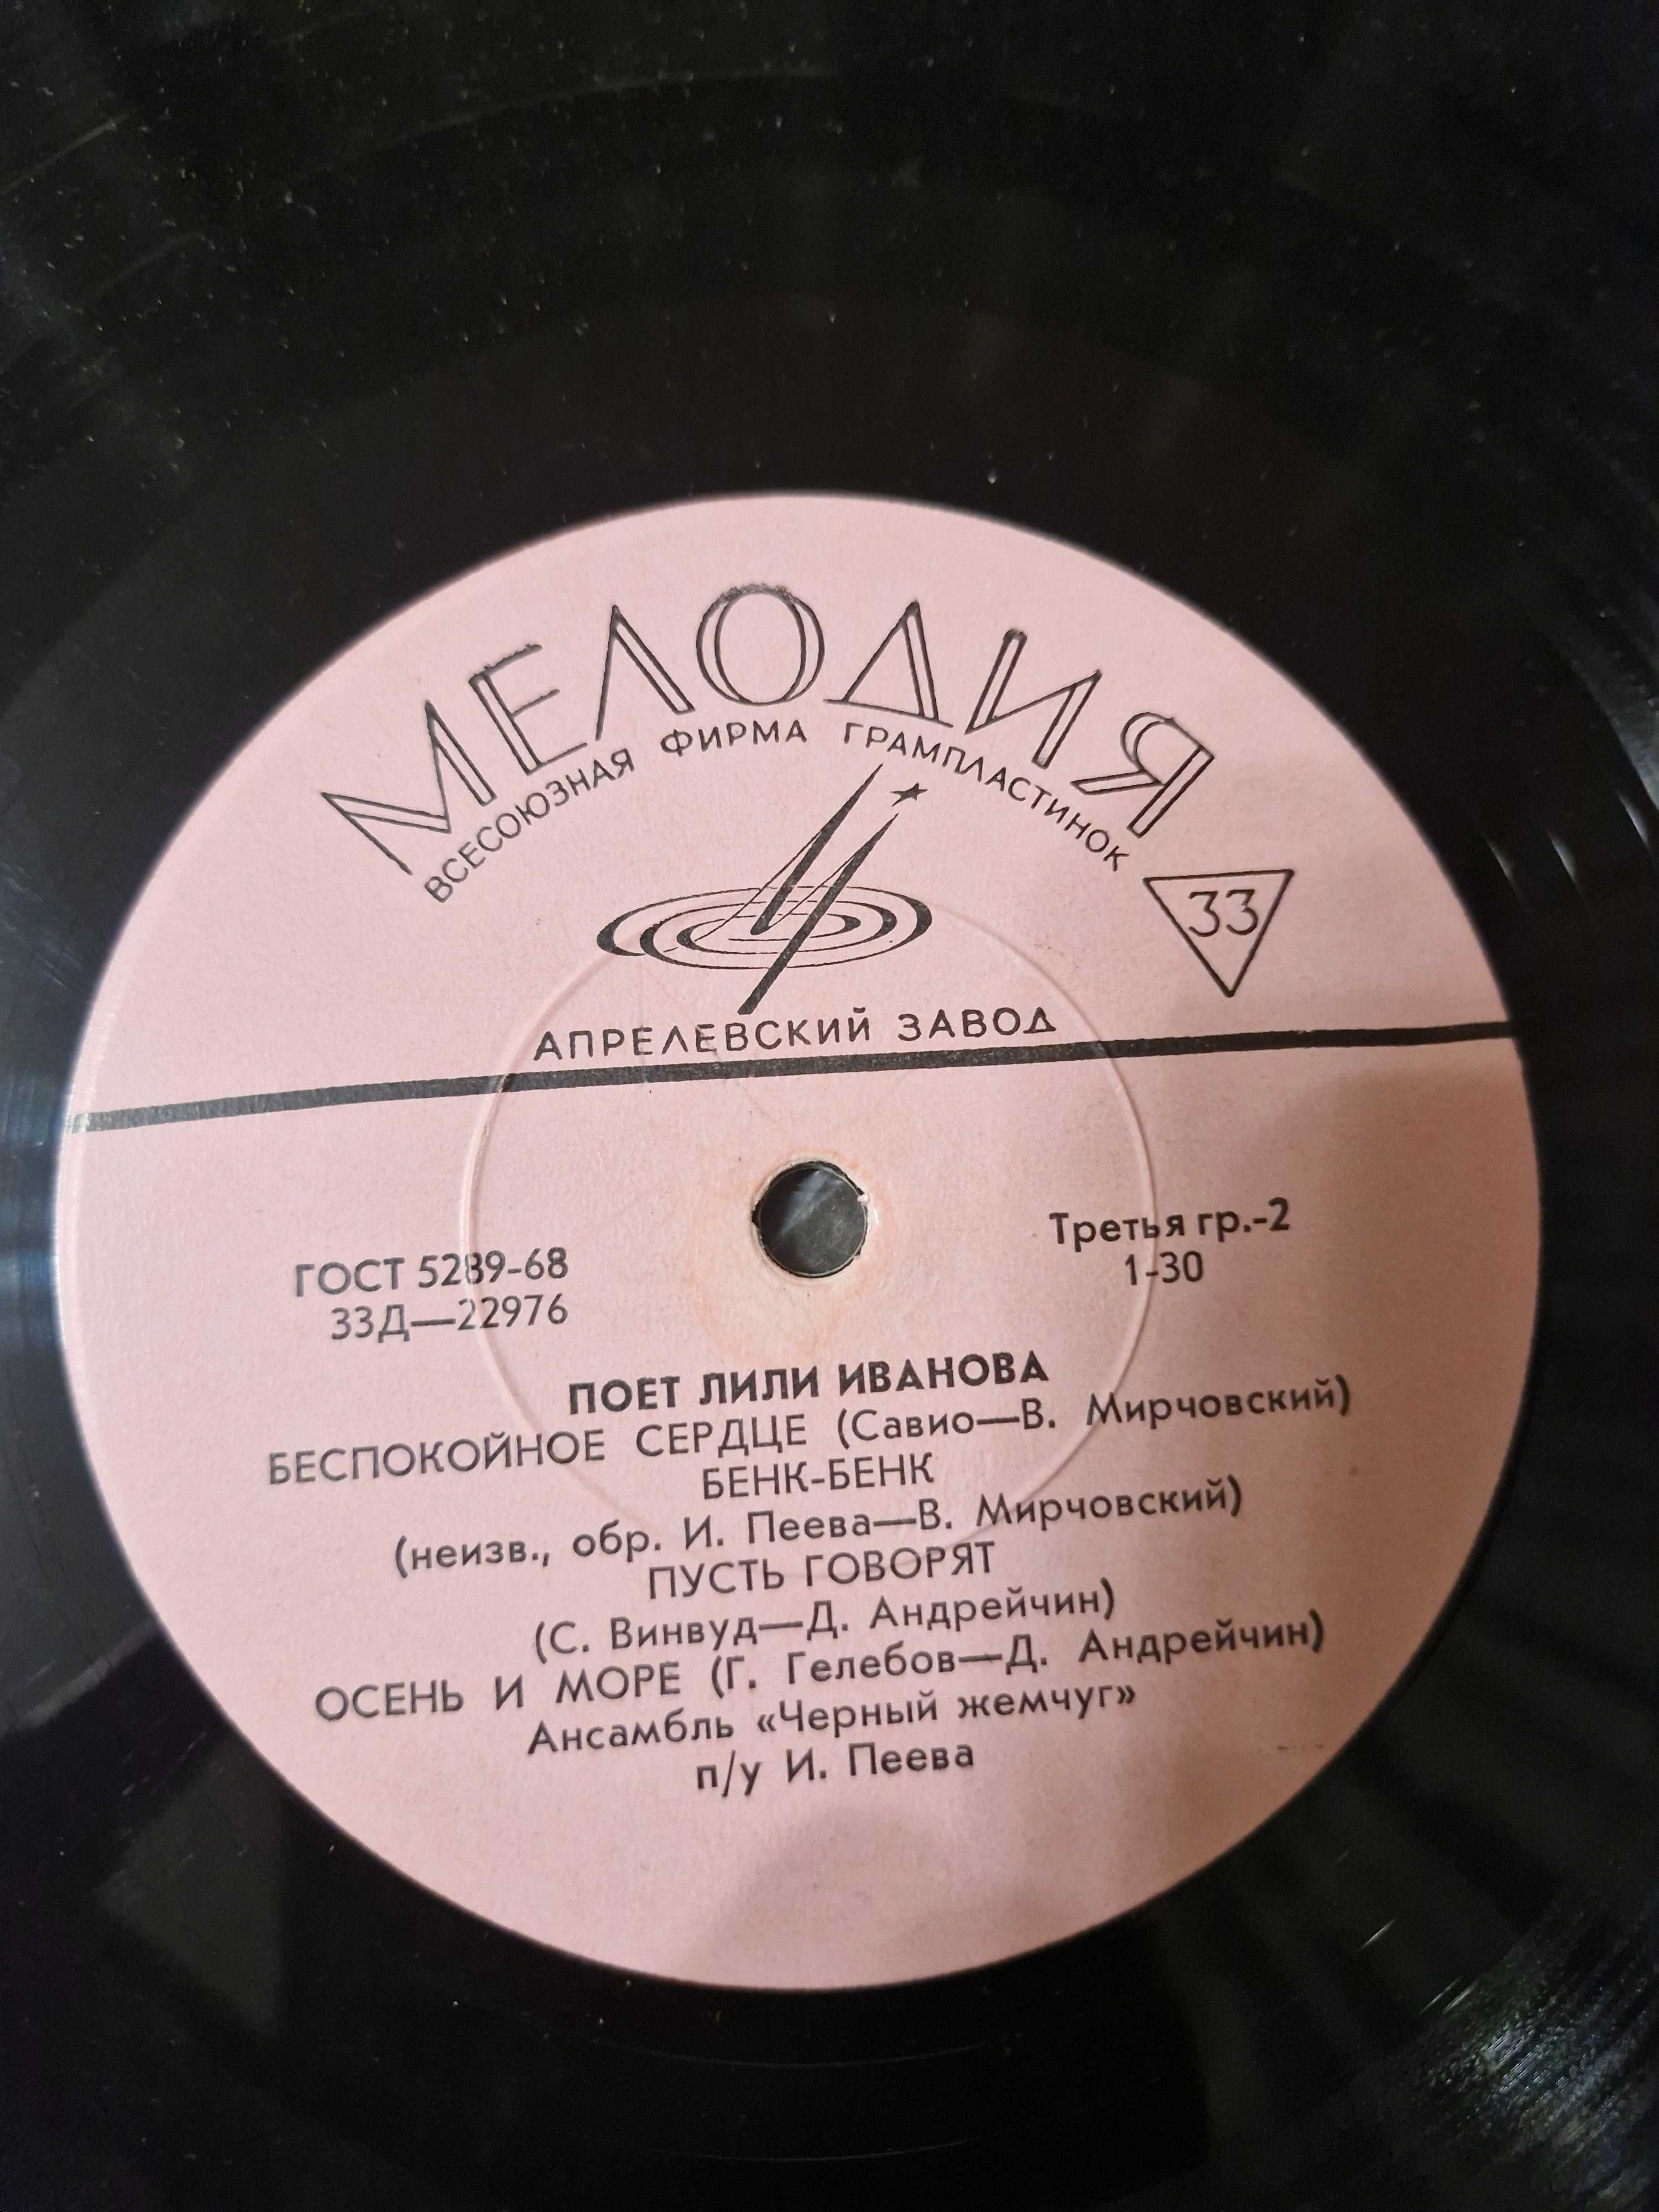 МЕЛОДИЯ
ВСЕСОЮЗНАЯ ФИРМА ГРАМПЛАСТИНОК
33
АПРЕЛЕВСКИЙ ЗАВОД
ГОСТ 5289-68
33Д—22976
Третья гр.-2
1-30
ПОЕТ ЛИЛИ ИВАНОВА
БЕСПОКОЙНОЕ СЕРДЦЕ (Савио—В. Мирчовский)
БЕНК-БЕНК
(неизв., обр. И. Пеева—В. Мирчовский)
ПУСТЬ ГОВОРЯТ
(С. Винвуд—Д. Андрейчин)
ОСЕНЬ И МОРЕ (Г. Гелебов—Д. Андрейчин)
Ансамбль «Черный жемчуг»
п/у И. Пеева